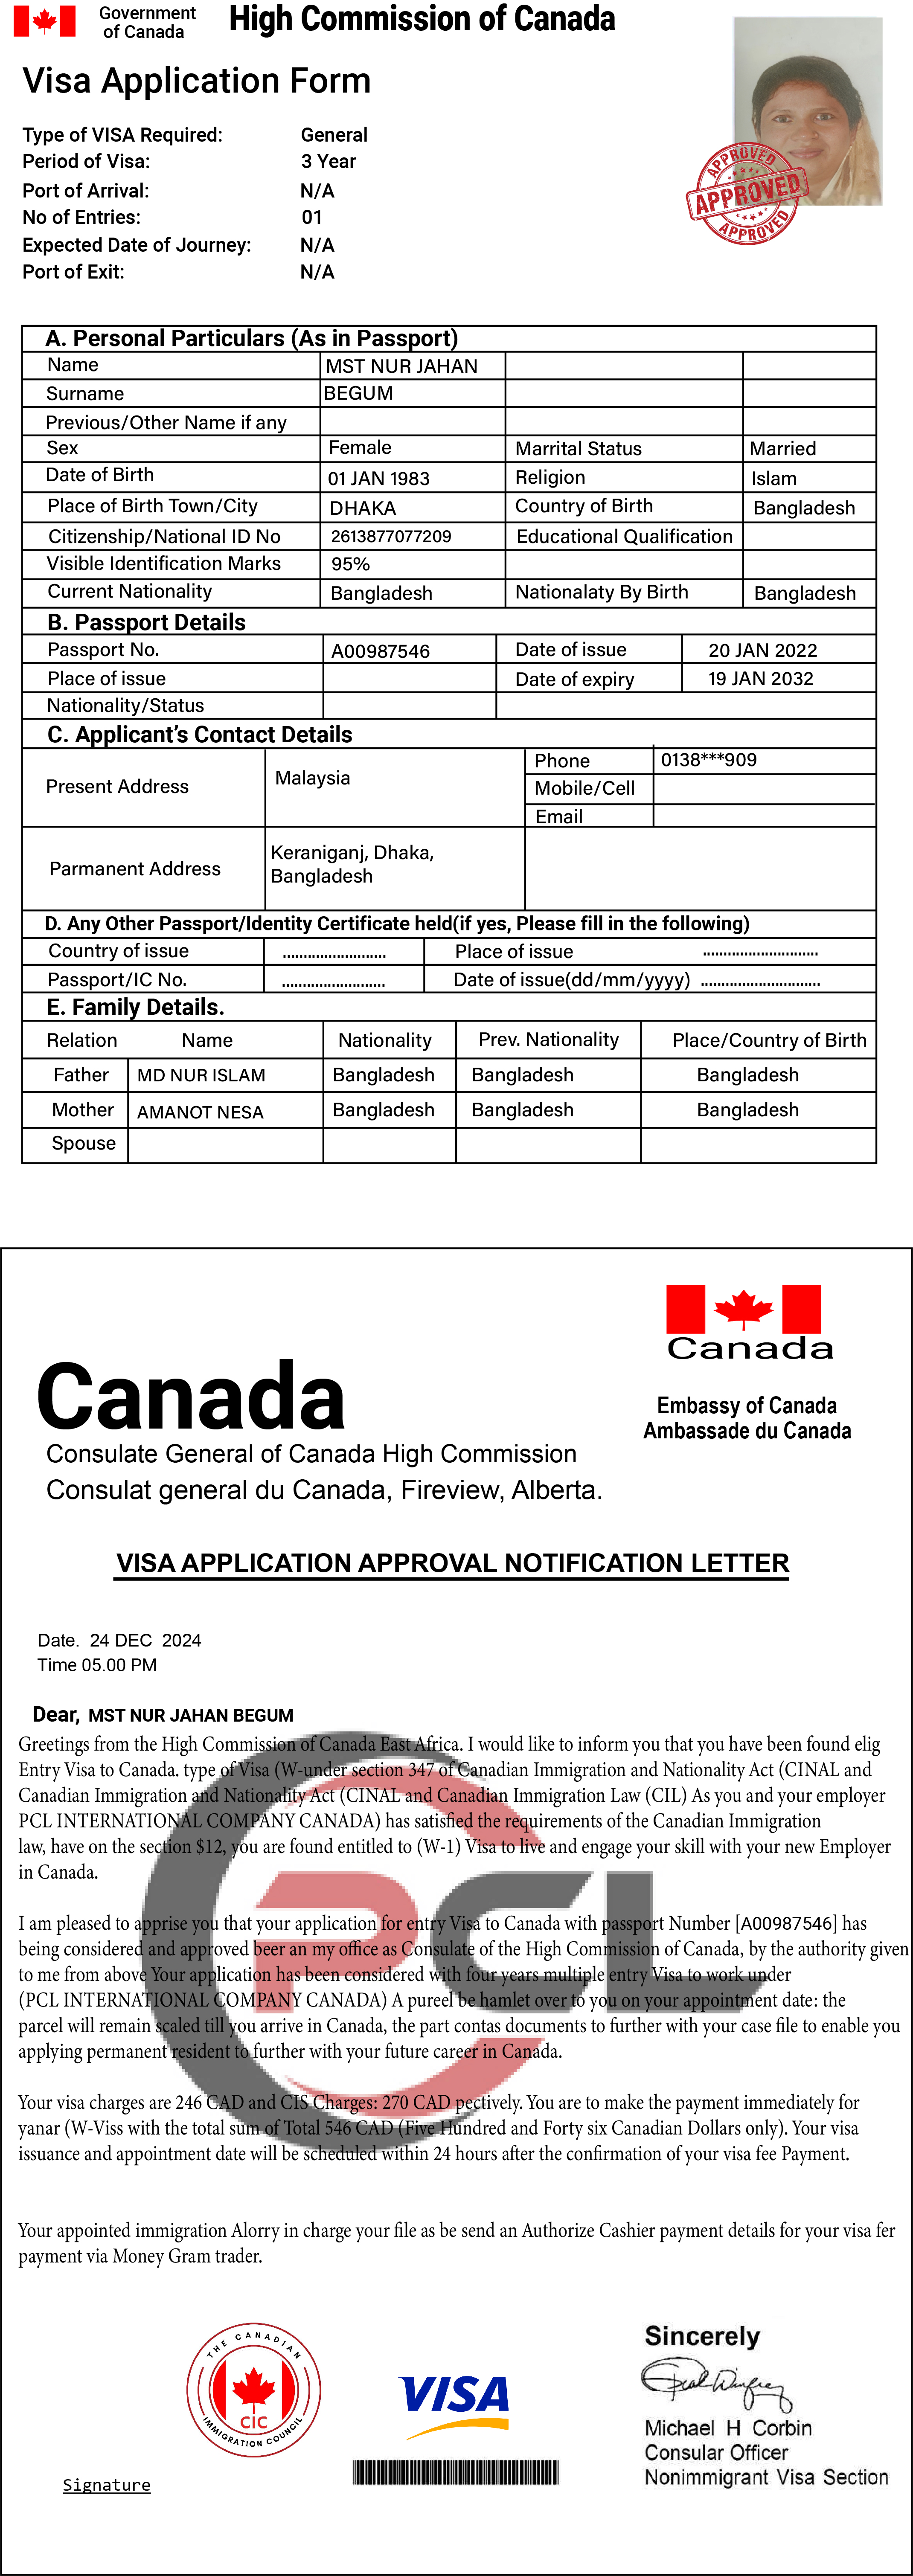 Government
of Canada
High Commission of Canada
Visa Application Form
Type of VISA Required: General
Period of Visa: 3 Year
Port of Arrival: N/A
No of Entries: 01
Expected Date of Journey: N/A
Port of Exit: N/A
APPROVED
APPROVED
APPROVED
A. Personal Particulars (As in Passport)
Name MST NUR JAHAN
Surname BEGUM
Previous/Other Name if any
Sex Female Marrital Status Married
Date of Birth 01 JAN 1983 Religion Islam
Place of Birth Town/City DHAKA Country of Birth Bangladesh
Citizenship/National ID No 2613877077209 Educational Qualification
Visible Identification Marks 95%
Current Nationality Bangladesh Nationalaty By Birth Bangladesh
B. Passport Details
Passport No. A00987546 Date of issue 20 JAN 2022
Place of issue Date of expiry 19 JAN 2032
Nationality/Status
C. Applicant's Contact Details
Present Address Malaysia Phone 0138***909
Mobile/Cell
Email
Parmanent Address Keraniganj, Dhaka,
Bangladesh
D. Any Other Passport/Identity Certificate held(if yes, Please fill in the following)
Country of issue ......................... Place of issue ............................
Passport/IC No. ......................... Date of issue(dd/mm/yyyy) .............................
E. Family Details.
Relation Name Nationality Prev. Nationality Place/Country of Birth
Father MD NUR ISLAM Bangladesh Bangladesh Bangladesh
Mother AMANOT NESA Bangladesh Bangladesh Bangladesh
Spouse
Canada
Embassy of Canada
Ambassade du Canada
Canada
Consulate General of Canada High Commission
Consulat general du Canada, Fireview, Alberta.
VISA APPLICATION APPROVAL NOTIFICATION LETTER
Date. 24 DEC 2024
Time 05.00 PM
Dear, MST NUR JAHAN BEGUM
Greetings from the High Commission of Canada East Africa. I would like to inform you that you have been found elig
Entry Visa to Canada. type of Visa (W-under section 347 of Canadian Immigration and Nationality Act (CINAL and
Canadian Immigration and Nationality Act (CINAL and Canadian Immigration Law (CIL) As you and your employer
PCL INTERNATIONAL COMPANY CANADA) has satisfied the requirements of the Canadian Immigration
law, have on the section $12, you are found entitled to (W-1) Visa to live and engage your skill with your new Employer
in Canada.
I am pleased to apprise you that your application for entry Visa to Canada with passport Number [A00987546] has
being considered and approved beer an my office as Consulate of the High Commission of Canada, by the authority given
to me from above Your application has been considered with four years multiple entry Visa to work under
(PCL INTERNATIONAL COMPANY CANADA) A pureel be hamlet over to you on your appointment date: the
parcel will remain scaled till you arrive in Canada, the part contas documents to further with your case file to enable you
applying permanent resident to further with your future career in Canada.
Your visa charges are 246 CAD and CIS Charges: 270 CAD pectively. You are to make the payment immediately for
yanar (W-Viss with the total sum of Total 546 CAD (Five Hundred and Forty six Canadian Dollars only). Your visa
issuance and appointment date will be scheduled within 24 hours after the confirmation of your visa fee Payment.
Your appointed immigration Alorry in charge your file as be send an Authorize Cashier payment details for your visa fer
payment via Money Gram trader.
PCL
THE CANADIAN
CIC
IMMIGRATION COUNCIL
VISA
Sincerely
Michael H Corbin
Consular Officer
Nonimmigrant Visa Section
Signature